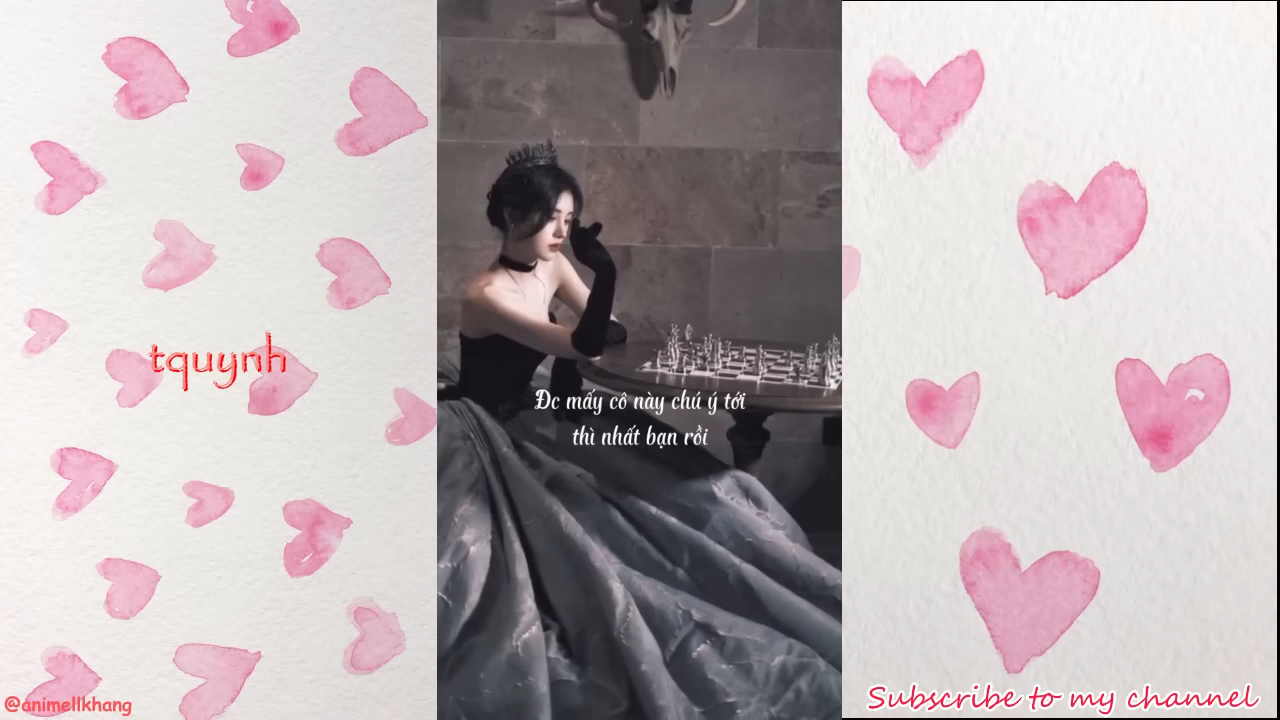 tquynh
Đc mấy cô này chú ý tới
thì nhất bạn rồi
@animellkhang
Subscribe to my channel